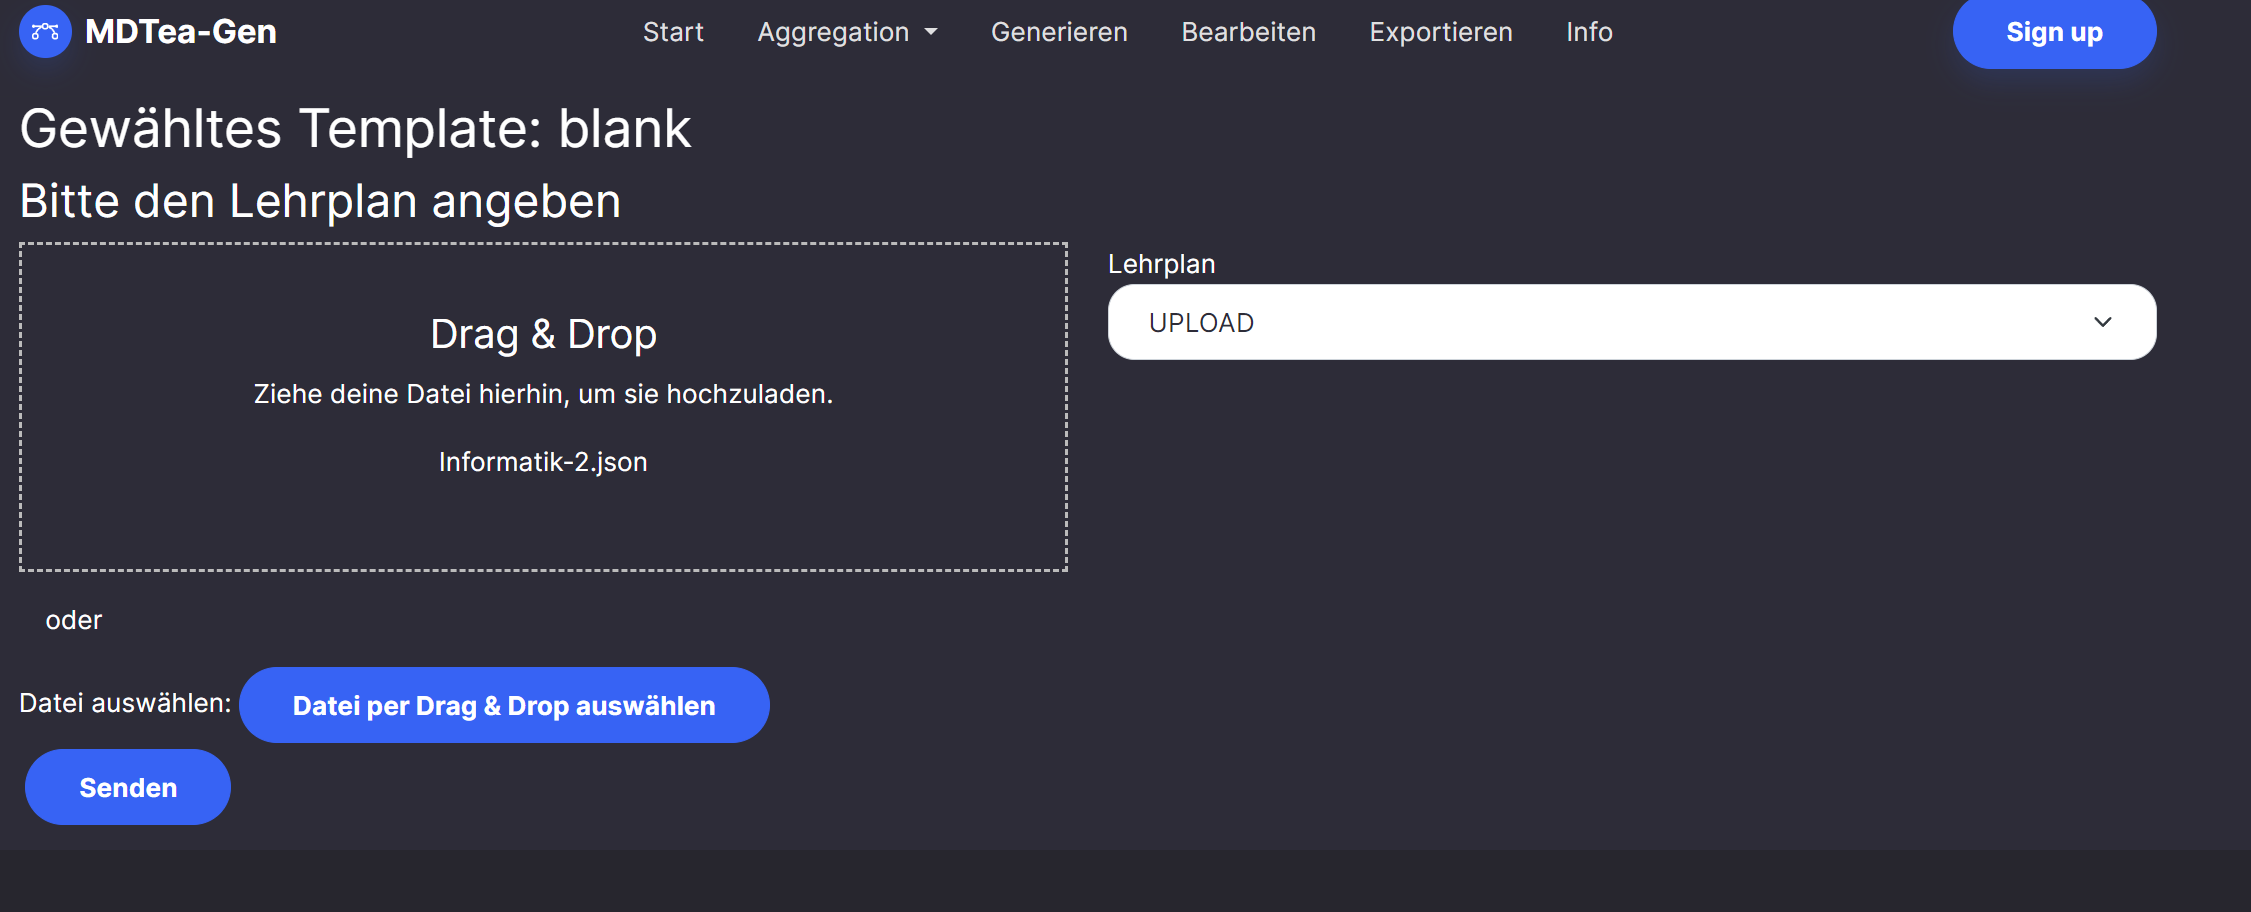 MDTea-Gen
Start Aggregation Generieren Bearbeiten Exportieren Info
Sign up
Gewähltes Template: blank
Bitte den Lehrplan angeben
Drag & Drop
Ziehe deine Datei hierhin, um sie hochzuladen.
Informatik-2.json
Lehrplan
UPLOAD
oder
Datei auswählen: Datei per Drag & Drop auswählen
Senden